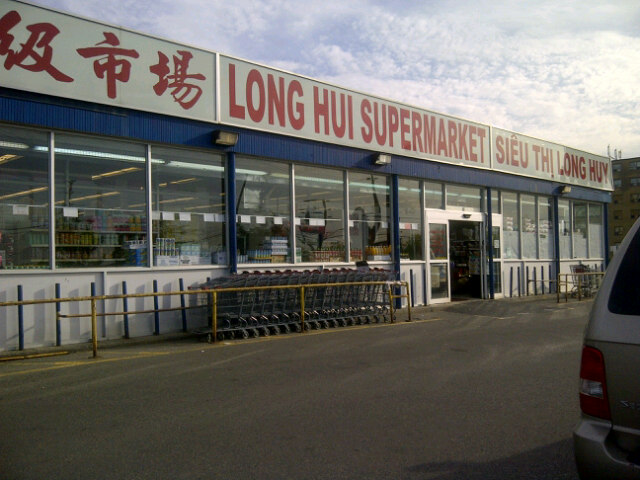 級市場
LONG HUI SUPERMARKET
SIÊU THỊ LONG HUY